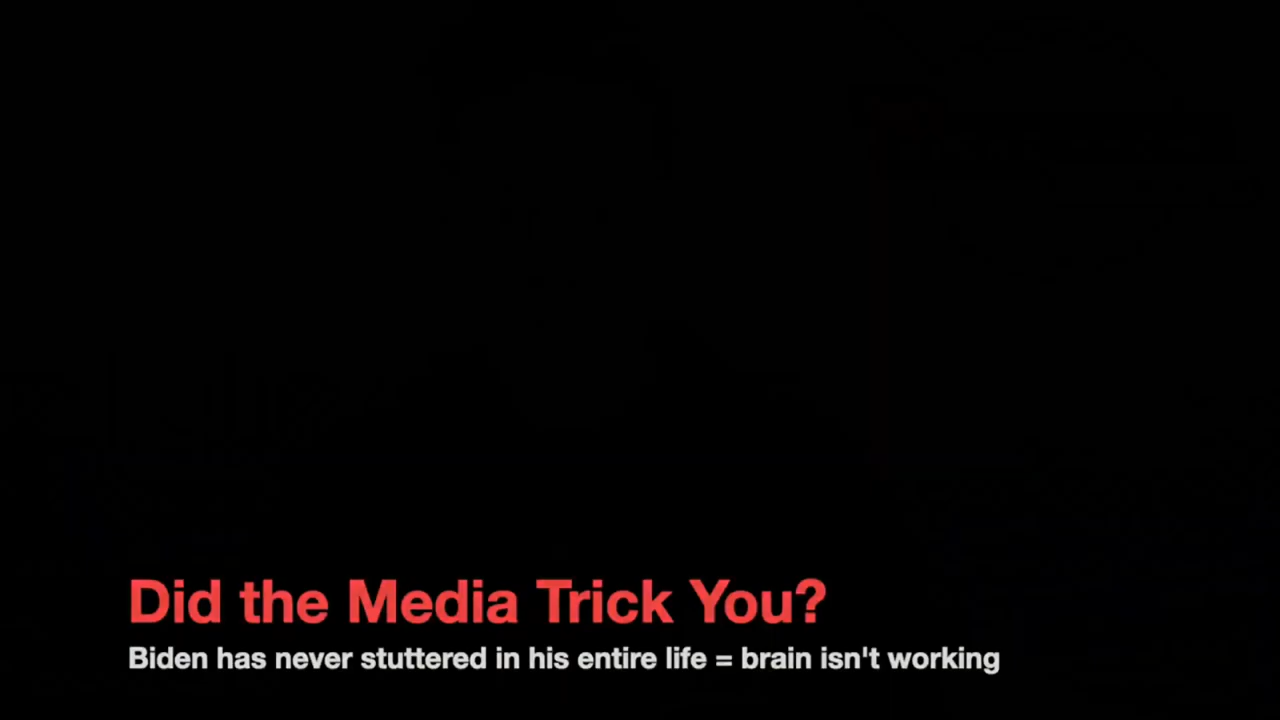 Did the Media Trick You?
Biden has never stuttered in his entire life = brain isn't working